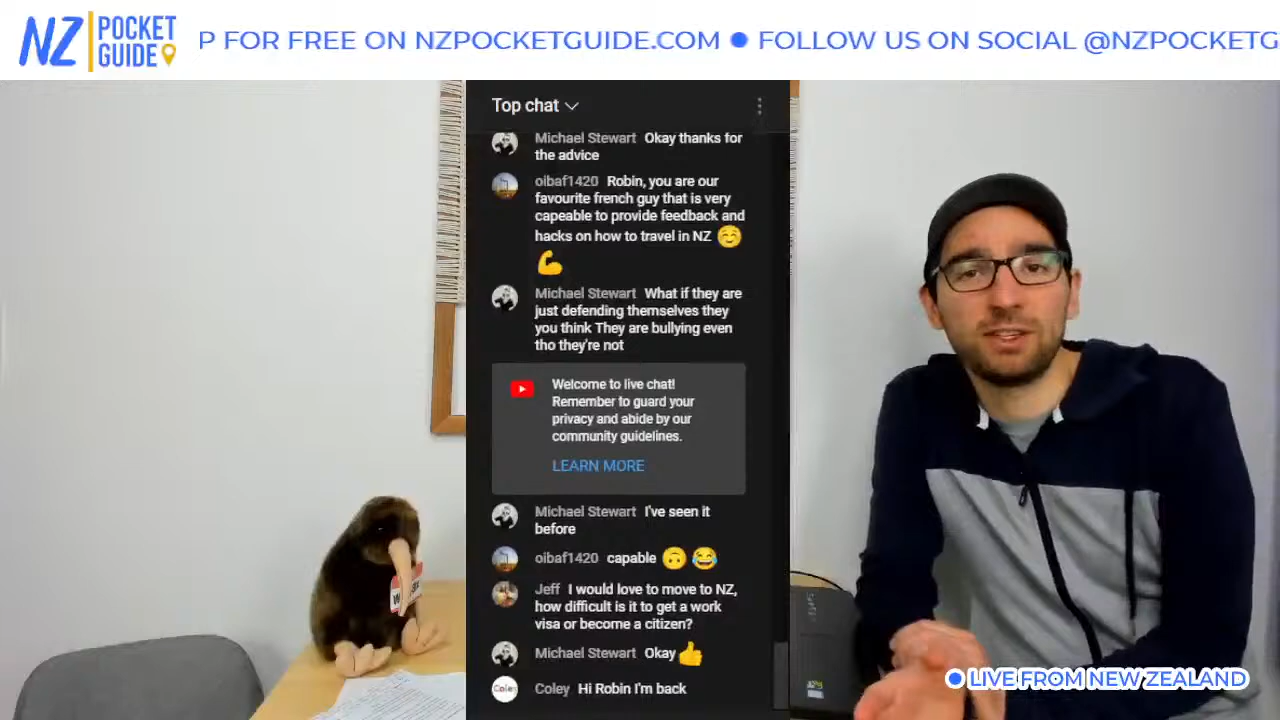 NZ POCKET GUIDE
P FOR FREE ON NZPOCKETGUIDE.COM ● FOLLOW US ON SOCIAL @NZPOCKETG
Top chat
Michael Stewart Okay thanks for
the advice
oibaf1420 Robin, you are our
favourite french guy that is very
capeable to provide feedback and
hacks on how to travel in NZ ☺️
💪
Michael Stewart What if they are
just defending themselves they
you think They are bullying even
tho they're not
Welcome to live chat!
Remember to guard your
privacy and abide by our
community guidelines.
LEARN MORE
Michael Stewart I've seen it
before
oibaf1420 capable 🙃 😂
Jeff I would love to move to NZ,
how difficult is it to get a work
visa or become a citizen?
Michael Stewart Okay 👍
Coley Hi Robin I'm back
LIVE FROM NEW ZEALAND